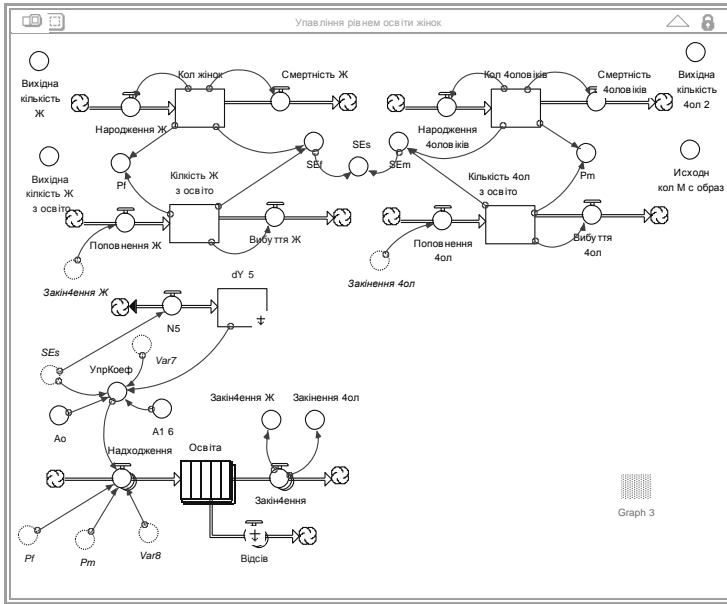 Упавління рівнем освіти жінок
Вихідна
кількість
Ж
Кол жінок
Смертність Ж
Народження Ж
Кол 4оловіків
Смертність
4оловіків
Народження
4оловіків
Вихідна
кількість
4ол 2
Вихідна
кількість Ж
з освіто
Pf
Кілкість Ж
з освіто
SEf
SEs
SEm
Кількість 4ол
з освіто
Pm
Исходн
кол М с образ
Поповнення Ж
Вибуття Ж
Закін4ення Ж
Поповнення
4ол
Вибуття
4ол
Закінення 4ол
dY 5
N5
SEs
Var7
УпрКоеф
Ao
A1 6
Закін4ення Ж
Закінення 4ол
Надходження
Освіта
Закін4ення
Pf
Pm
Var8
Відсів
Graph 3